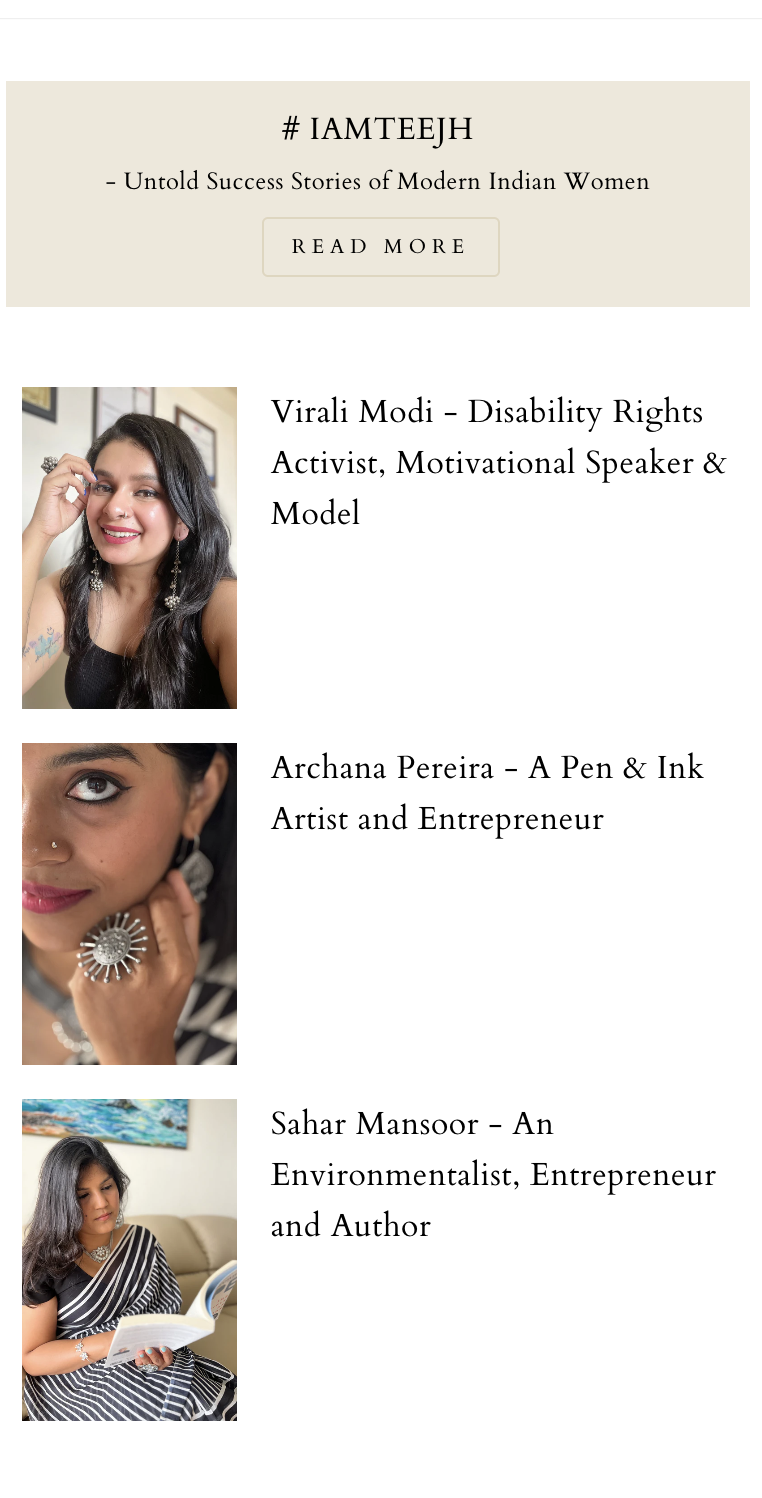 # IAMTEEJH
- Untold Success Stories of Modern Indian Women
READ MORE
Virali Modi - Disability Rights
Activist, Motivational Speaker &
Model
Archana Pereira - A Pen & Ink
Artist and Entrepreneur
Sahar Mansoor - An
Environmentalist, Entrepreneur
and Author